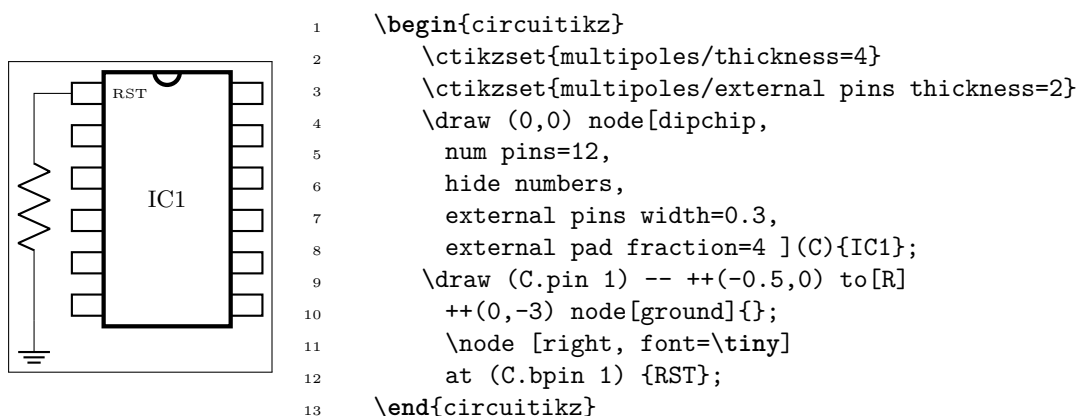 RST
IC1
1 \begin{circuitikz}
2 \ctikzset{multipoles/thickness=4}
3 \ctikzset{multipoles/external pins thickness=2}
4 \draw (0,0) node[dipchip,
5 num pins=12,
6 hide numbers,
7 external pins width=0.3,
8 external pad fraction=4 ](C){IC1};
9 \draw (C.pin 1) -- ++(-0.5,0) to[R]
10 ++(0,-3) node[ground]{};
11 \node [right, font=\tiny]
12 at (C.bpin 1) {RST};
13 \end{circuitikz}